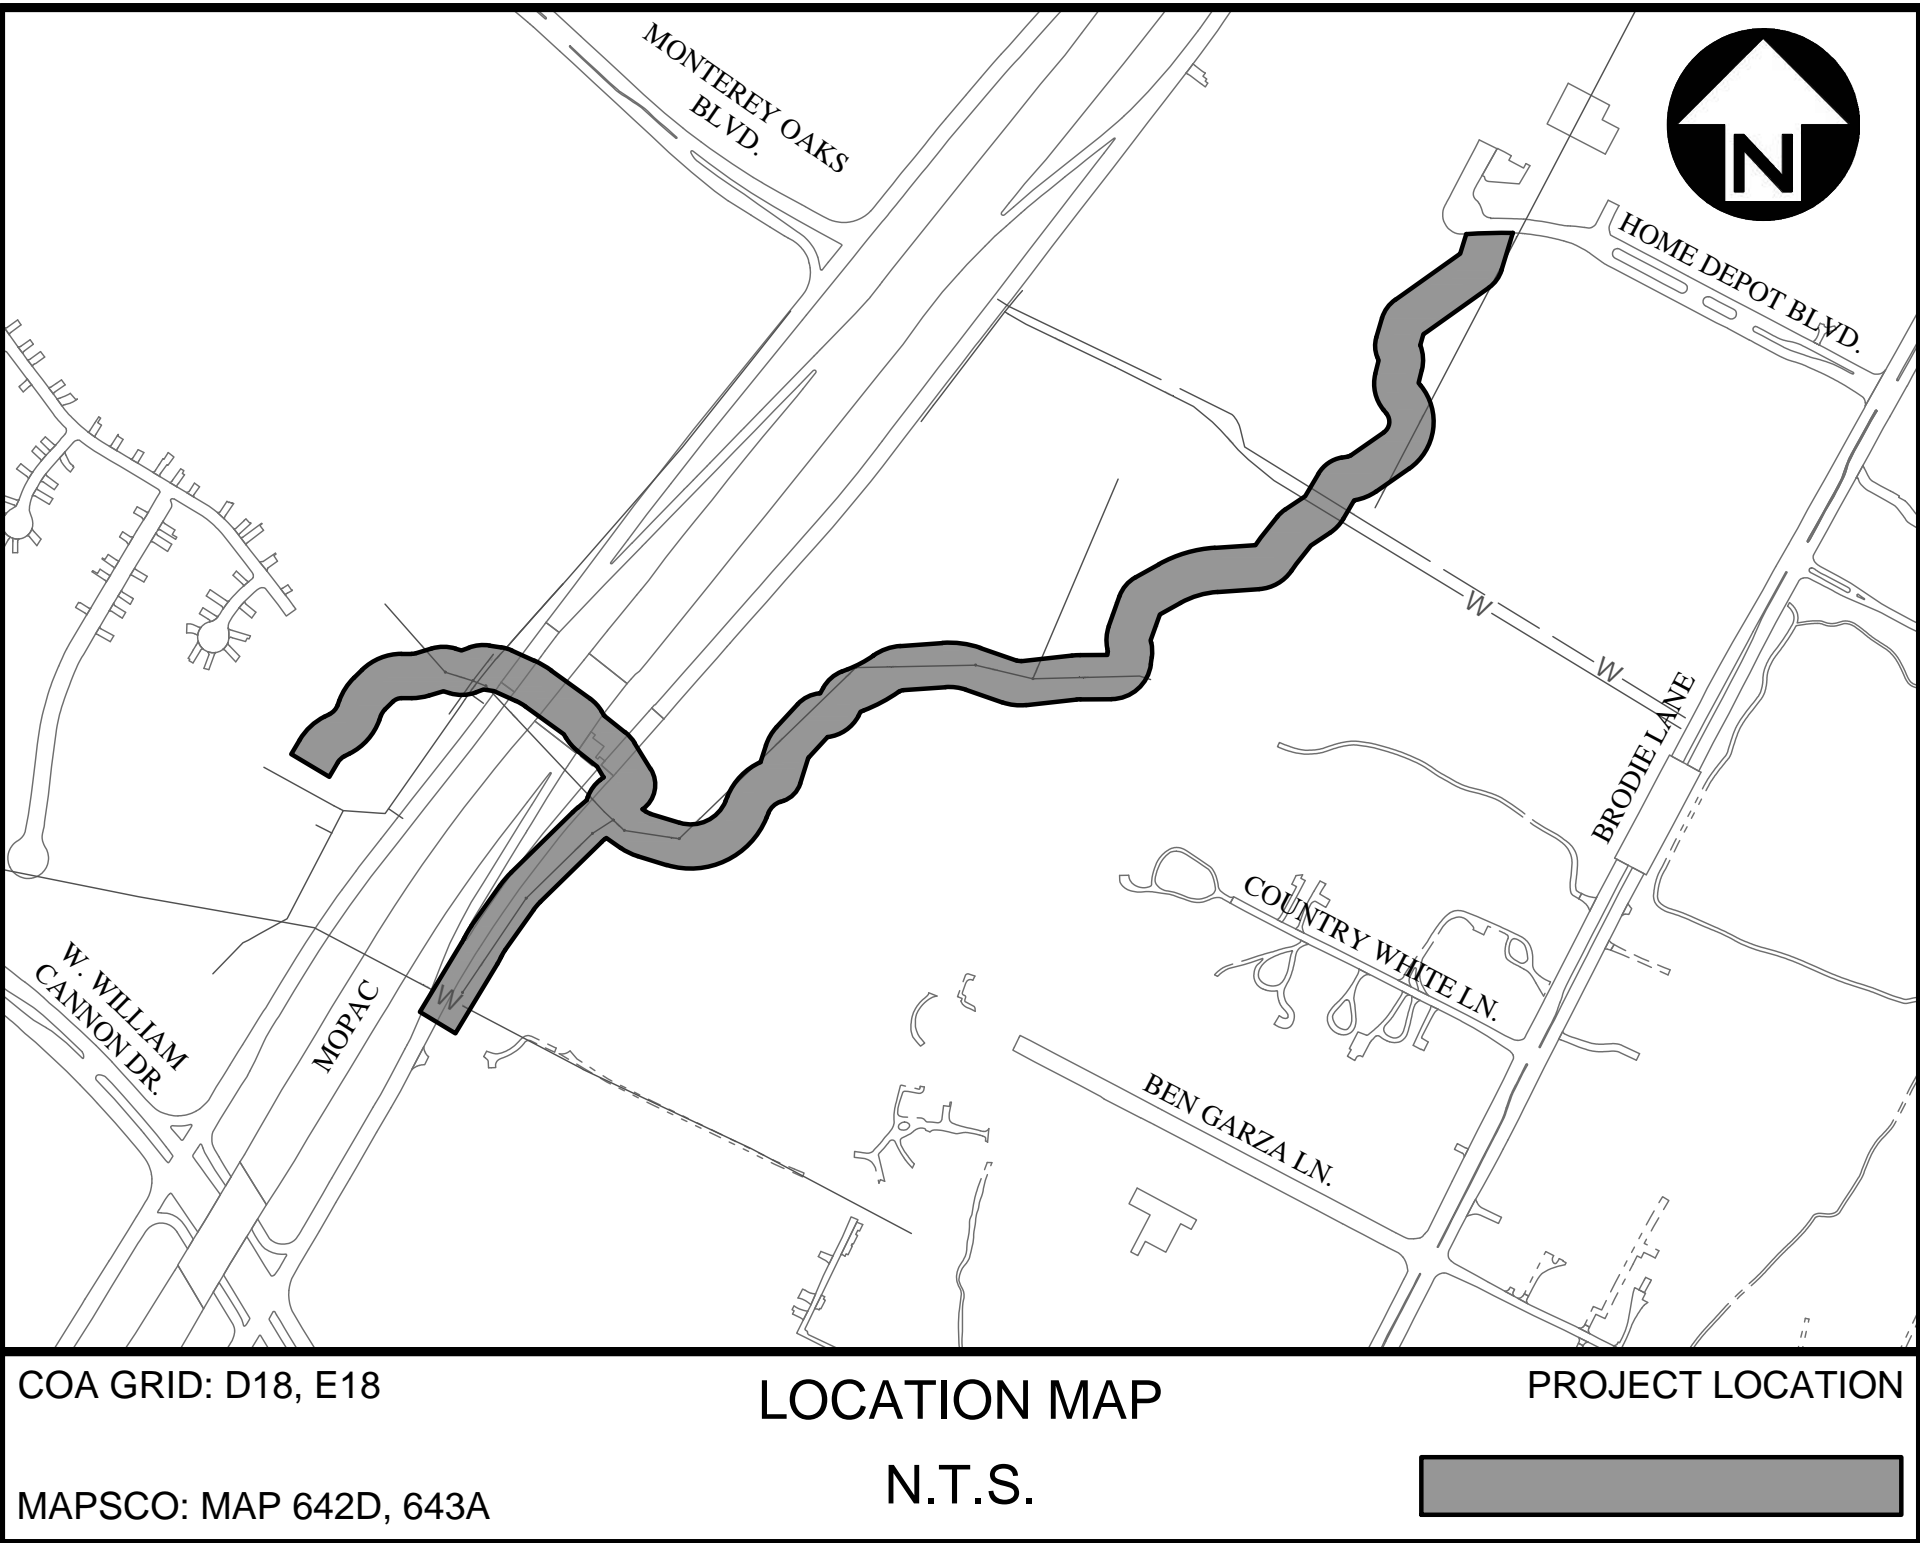 MONTEREY OAKS
BLVD.
N
HOME DEPOT BLVD.
W
W
BRODIE LANE
COUNTRY WHITE LN.
W. WILLIAM
CANNON DR.
MOPAC
W
BEN GARZA LN.
COA GRID: D18, E18
LOCATION MAP
PROJECT LOCATION
N.T.S.
MAPSCO: MAP 642D, 643A